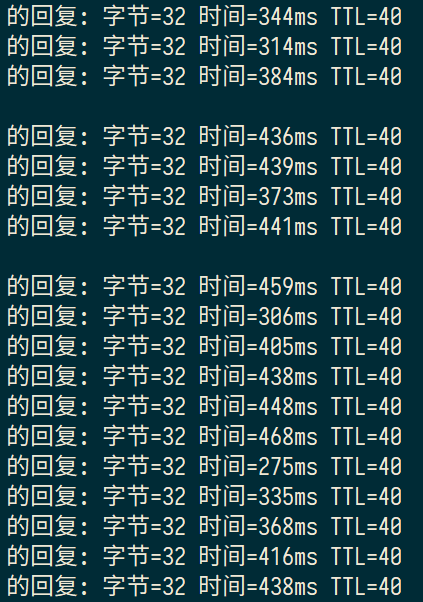 的回复: 字节=32 时间=344ms TTL=40
的回复: 字节=32 时间=314ms TTL=40
的回复: 字节=32 时间=384ms TTL=40
的回复: 字节=32 时间=436ms TTL=40
的回复: 字节=32 时间=439ms TTL=40
的回复: 字节=32 时间=373ms TTL=40
的回复: 字节=32 时间=441ms TTL=40
的回复: 字节=32 时间=459ms TTL=40
的回复: 字节=32 时间=306ms TTL=40
的回复: 字节=32 时间=405ms TTL=40
的回复: 字节=32 时间=438ms TTL=40
的回复: 字节=32 时间=448ms TTL=40
的回复: 字节=32 时间=468ms TTL=40
的回复: 字节=32 时间=275ms TTL=40
的回复: 字节=32 时间=335ms TTL=40
的回复: 字节=32 时间=368ms TTL=40
的回复: 字节=32 时间=416ms TTL=40
的回复: 字节=32 时间=438ms TTL=40